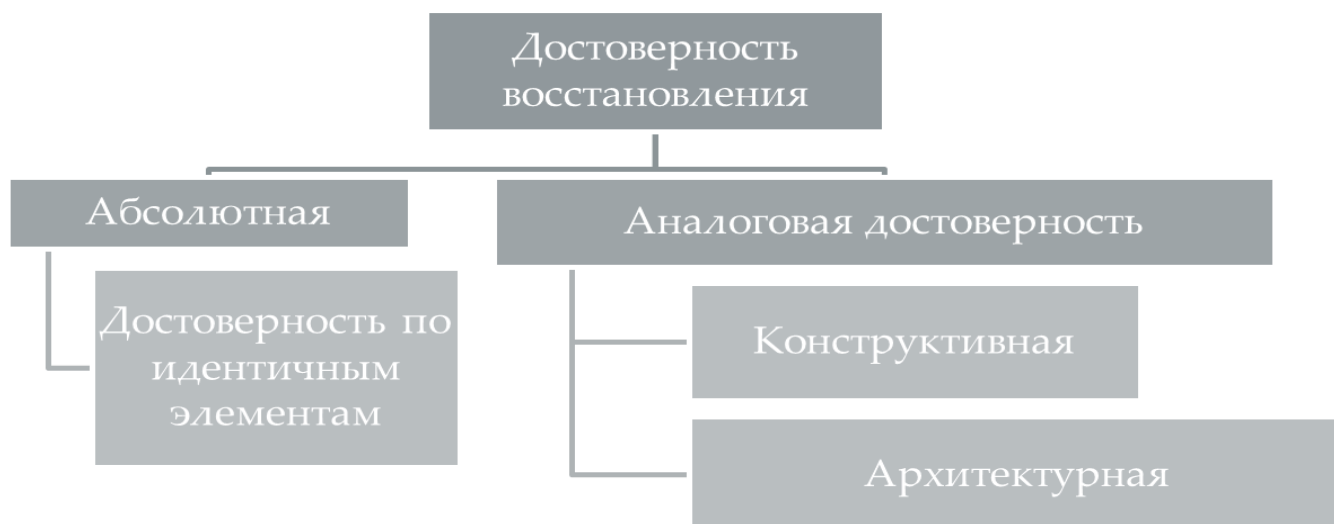 Достоверность
восстановления
Абсолютная
Достоверность по
идентичным
элементам
Аналоговая достоверность
Конструктивная
Архитектурная